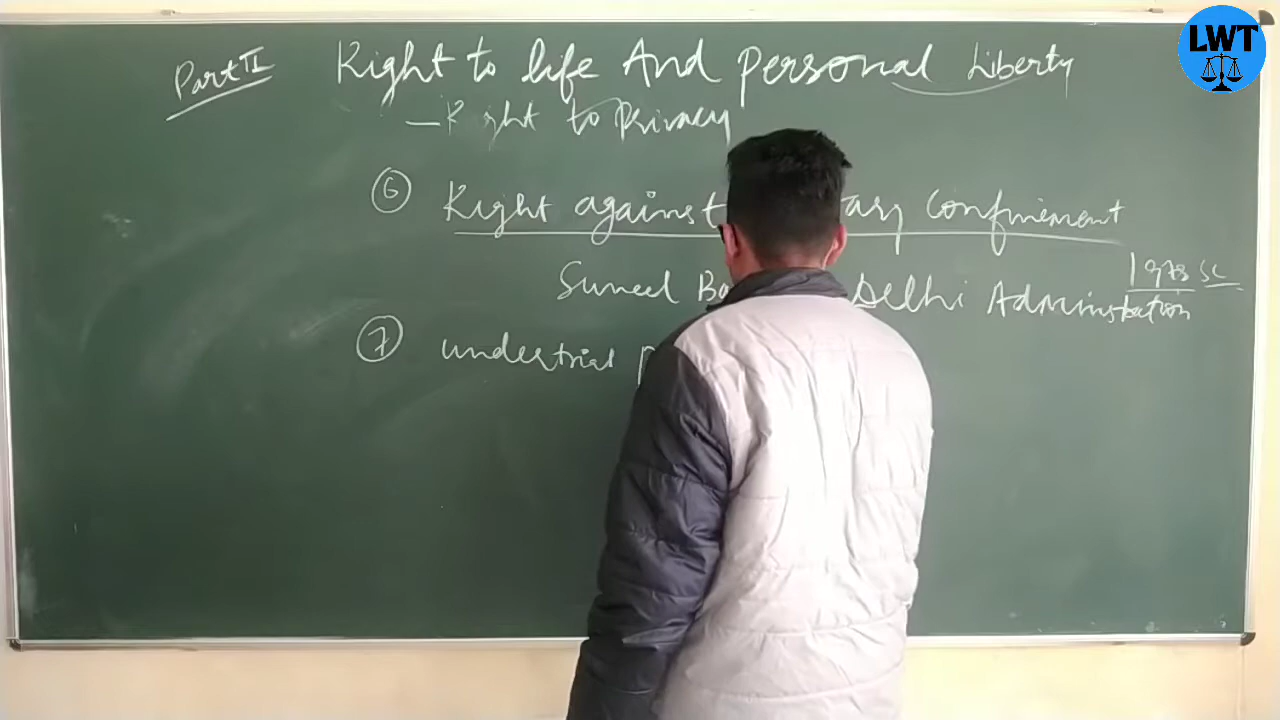 LWT
Part II Right to life And personal Liberty
- Right to Privacy
6 Right against confinement
1978 SC
Suneel Delhi Administration
7 undertrial